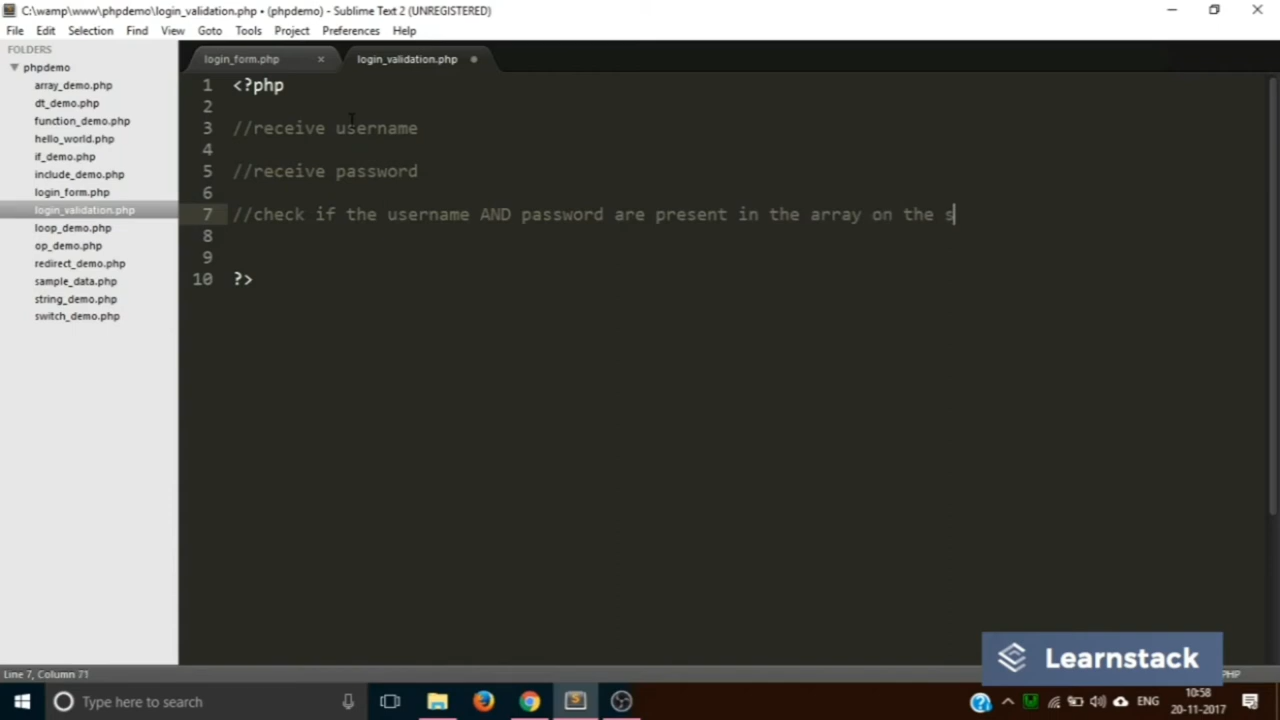 C:\wamp\www\phpdemo\login_validation.php • (phpdemo) - Sublime Text 2 (UNREGISTERED)
File Edit Selection Find View Goto Tools Project Preferences Help
FOLDERS
phpdemo
array_demo.php
dt_demo.php
function_demo.php
hello_world.php
if_demo.php
include_demo.php
login_form.php
login_validation.php
loop_demo.php
op_demo.php
redirect_demo.php
sample_data.php
string_demo.php
switch_demo.php
login_form.php × login_validation.php
1 <?php
2
3 //receive username
4
5 //receive password
6
7 //check if the username AND password are present in the array on the s
8
9
10 ?>
Learnstack
Line 7, Column 71
PHP
Type here to search
ENG
10:58
20-11-2017